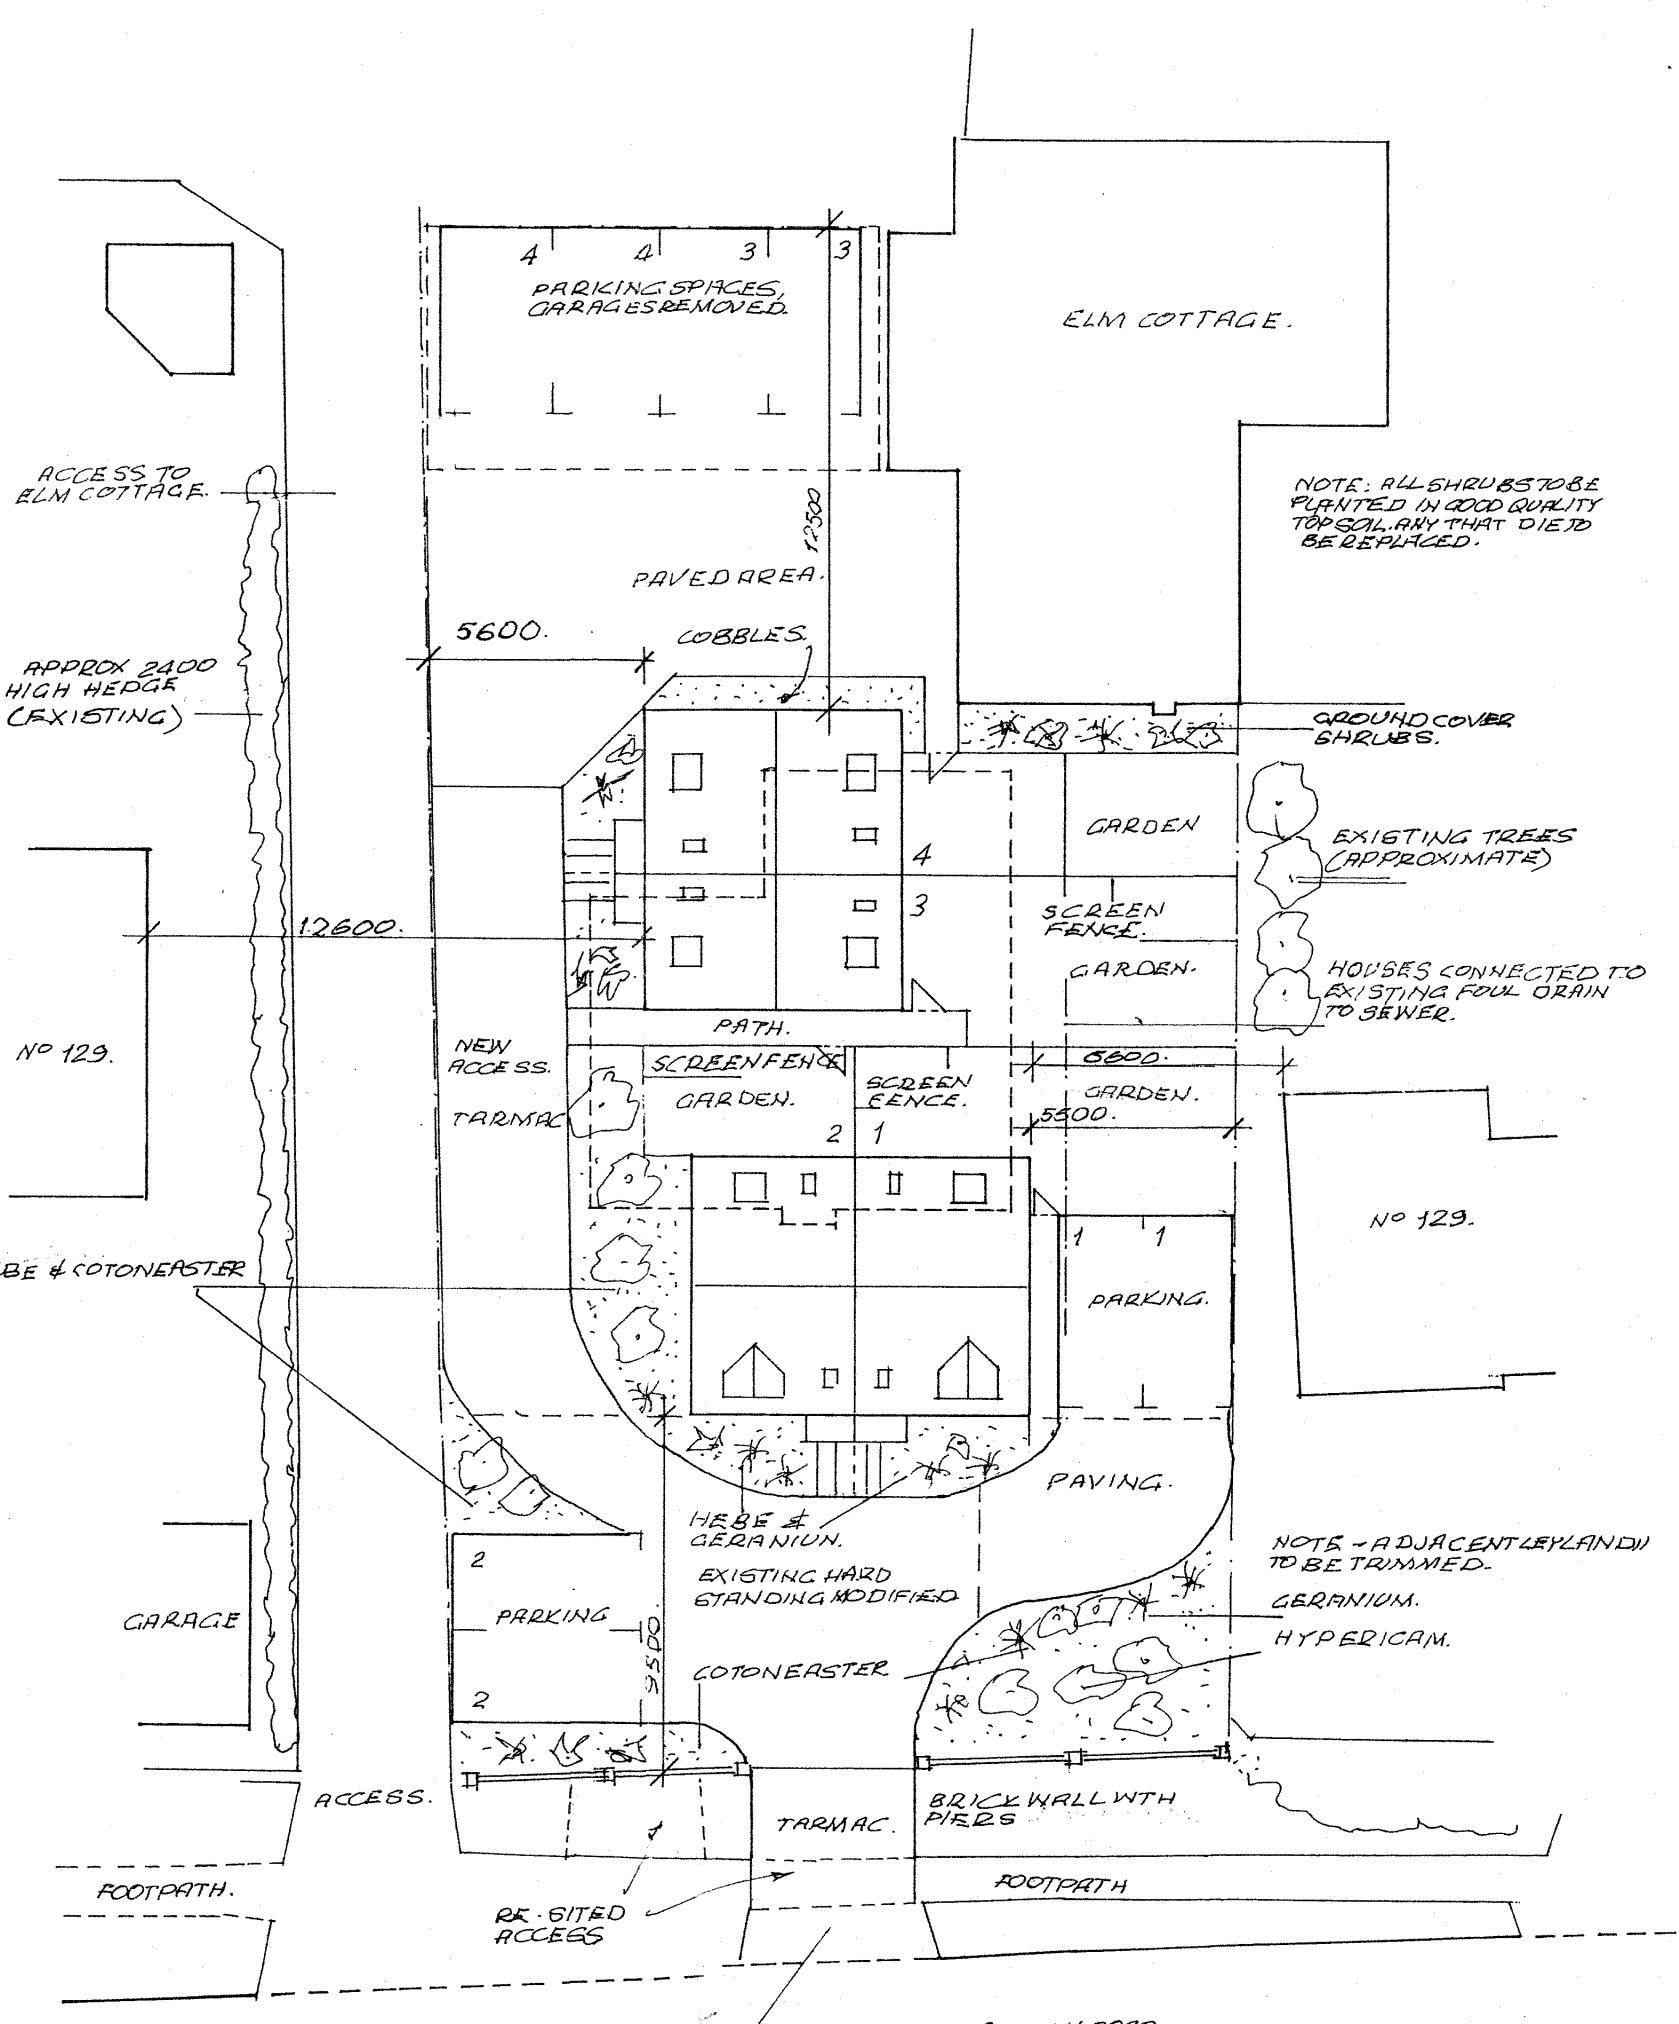 4 4 3 3
PARKING SPACES,
GARAGES REMOVED.
ELM COTTAGE.
ACCESS TO
ELM COTTAGE.
NOTE: ALL SHRUBS TO BE
PLANTED IN GOOD QUALITY
TOP SOIL. ANY THAT DIE TO
BE REPLACED.
12500
PAVED AREA.
5600.
COBBLES.
APPROX 2400
HIGH HEDGE
(EXISTING)
GROUND COVER
SHRUBS.
GARDEN
EXISTING TREES
(APPROXIMATE)
4
3
SCREEN
FENCE.
12600.
GARDEN.
HOUSES CONNECTED TO
EXISTING FOUL DRAIN
TO SEWER.
PATH.
No 129.
NEW
ACCESS.
SCREEN FENCE
SCREEN
FENCE.
6600.
GARDEN.
GARDEN.
TARMAC
5500.
2 1
No 129.
1 1
BE & COTONEASTER
PARKING.
PAVING.
HEBE &
GERANIUN.
NOTE - ADJACENT LEYLANDII
TO BE TRIMMED.
2
EXISTING HARD
STANDING MODIFIED
GERANIUM.
GARAGE
PARKING
9500.
HYPERICAM.
COTONEASTER
2
ACCESS.
BRICK WALL WTH
PIERS
TARMAC.
1
FOOTPATH.
FOOTPATH
RE-SITED
ACCESS